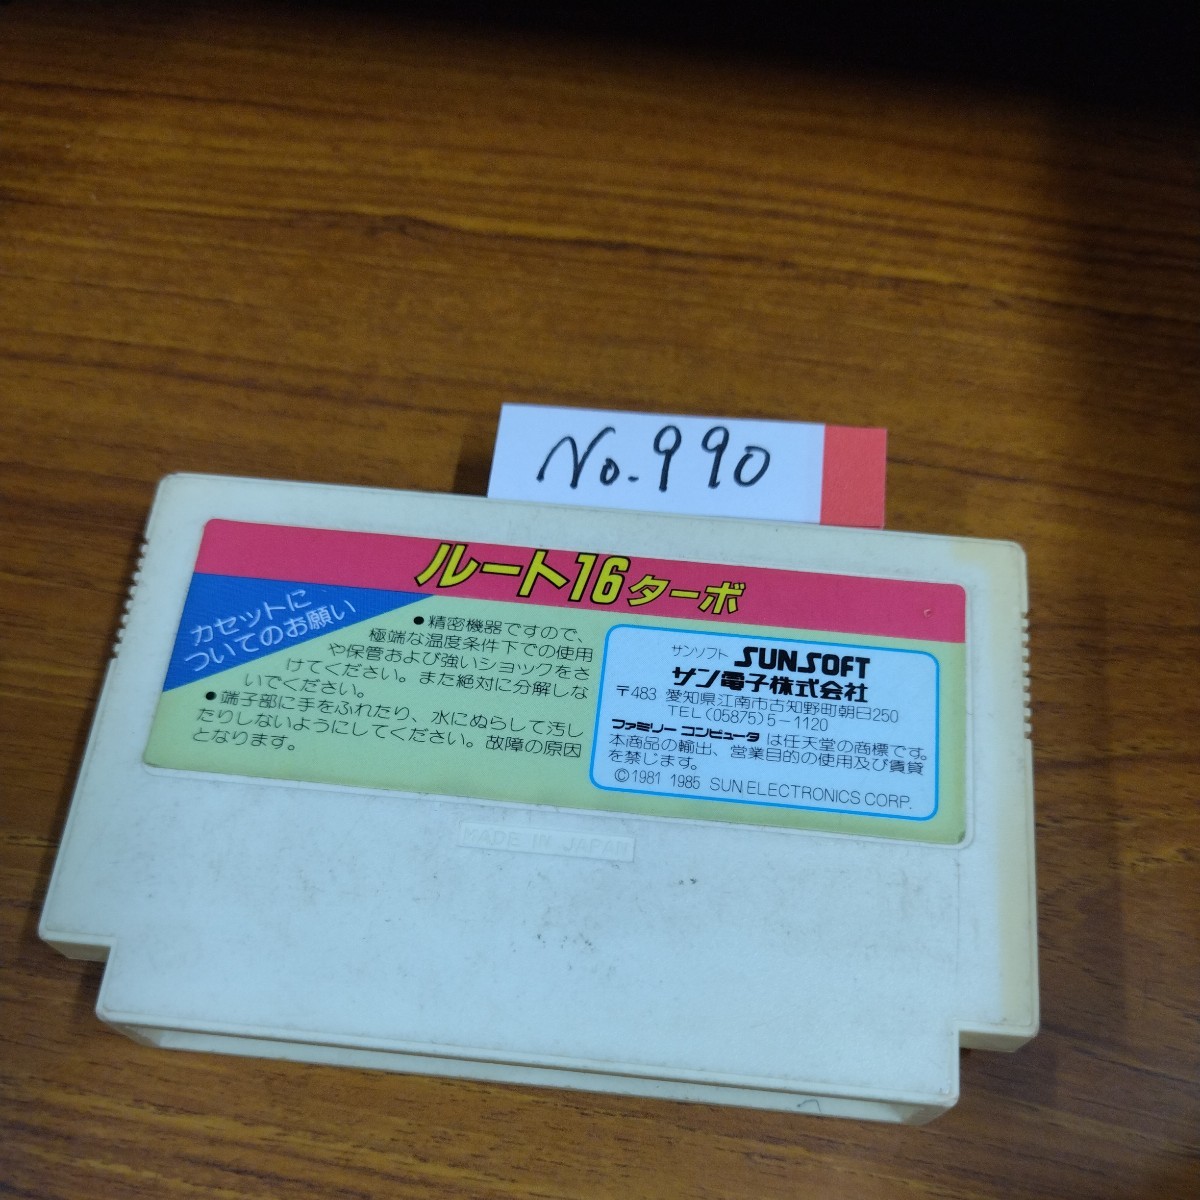 No.990
ルート16ターボ
カセットに
ついてのお願い
●精密機器ですので、
極端な温度条件下での使用
や保管および強いショックをさ
けてください。また絶対に分解しな
いでください。
●端子部に手をふれたり、水にぬらして汚し
たりしないようにしてください。故障の原因
となります。
サンソフト SUNSOFT
サン電子株式会社
〒483 愛知県江南市古知野町朝日250
TEL(05875)5-1120
ファミリーコンピュータ は任天堂の商標です。
本商品の輸出、営業目的の使用及び賃貸
を禁じます。
©1981 1985 SUN ELECTRONICS CORP.
MADE IN JAPAN